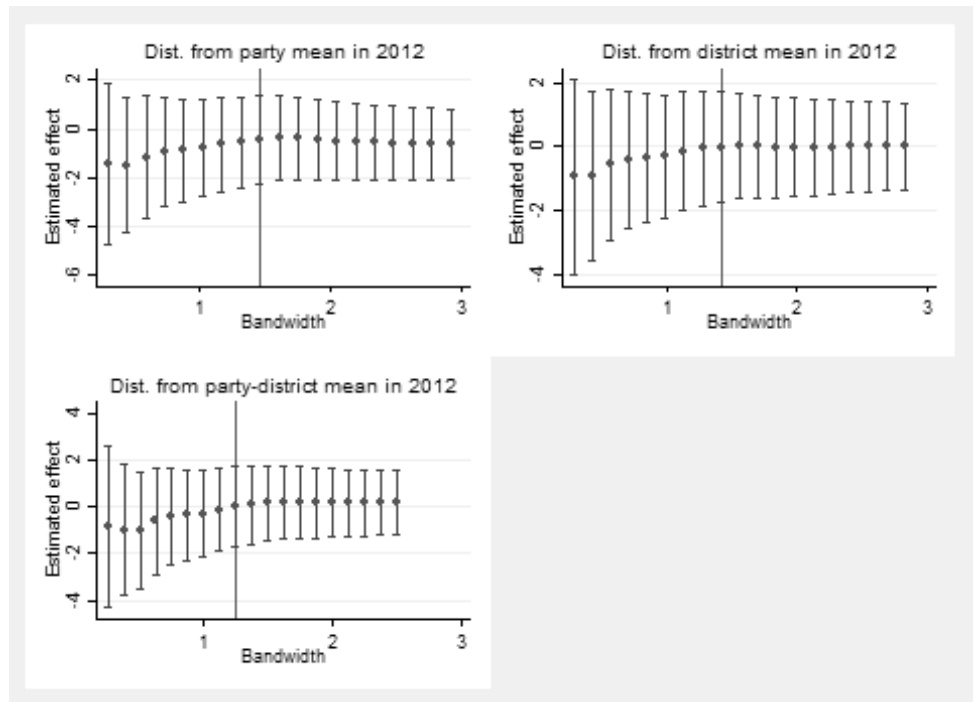 Dist. from party mean in 2012
Estimated effect
2
0
-2
-4
-6
1
2
3
Bandwidth
Dist. from district mean in 2012
Estimated effect
2
0
-2
-4
1
2
3
Bandwidth
Dist. from party-district mean in 2012
Estimated effect
4
2
0
-2
-4
1
2
3
Bandwidth